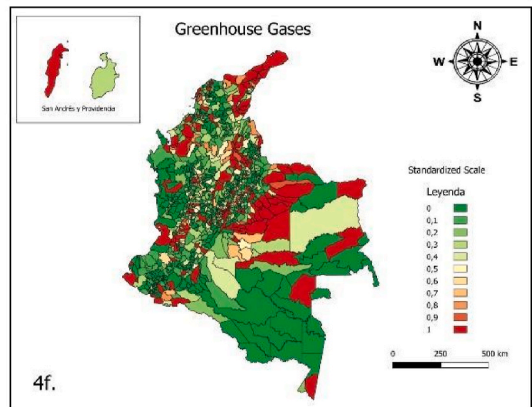 Greenhouse Gases
N
W E
S
San Andrés y Providencia
Standardized Scale
Leyenda
0
0,1
0,2
0,3
0,4
0,5
0,6
0,7
0,8
0,9
1
0 250 500 km
4f.